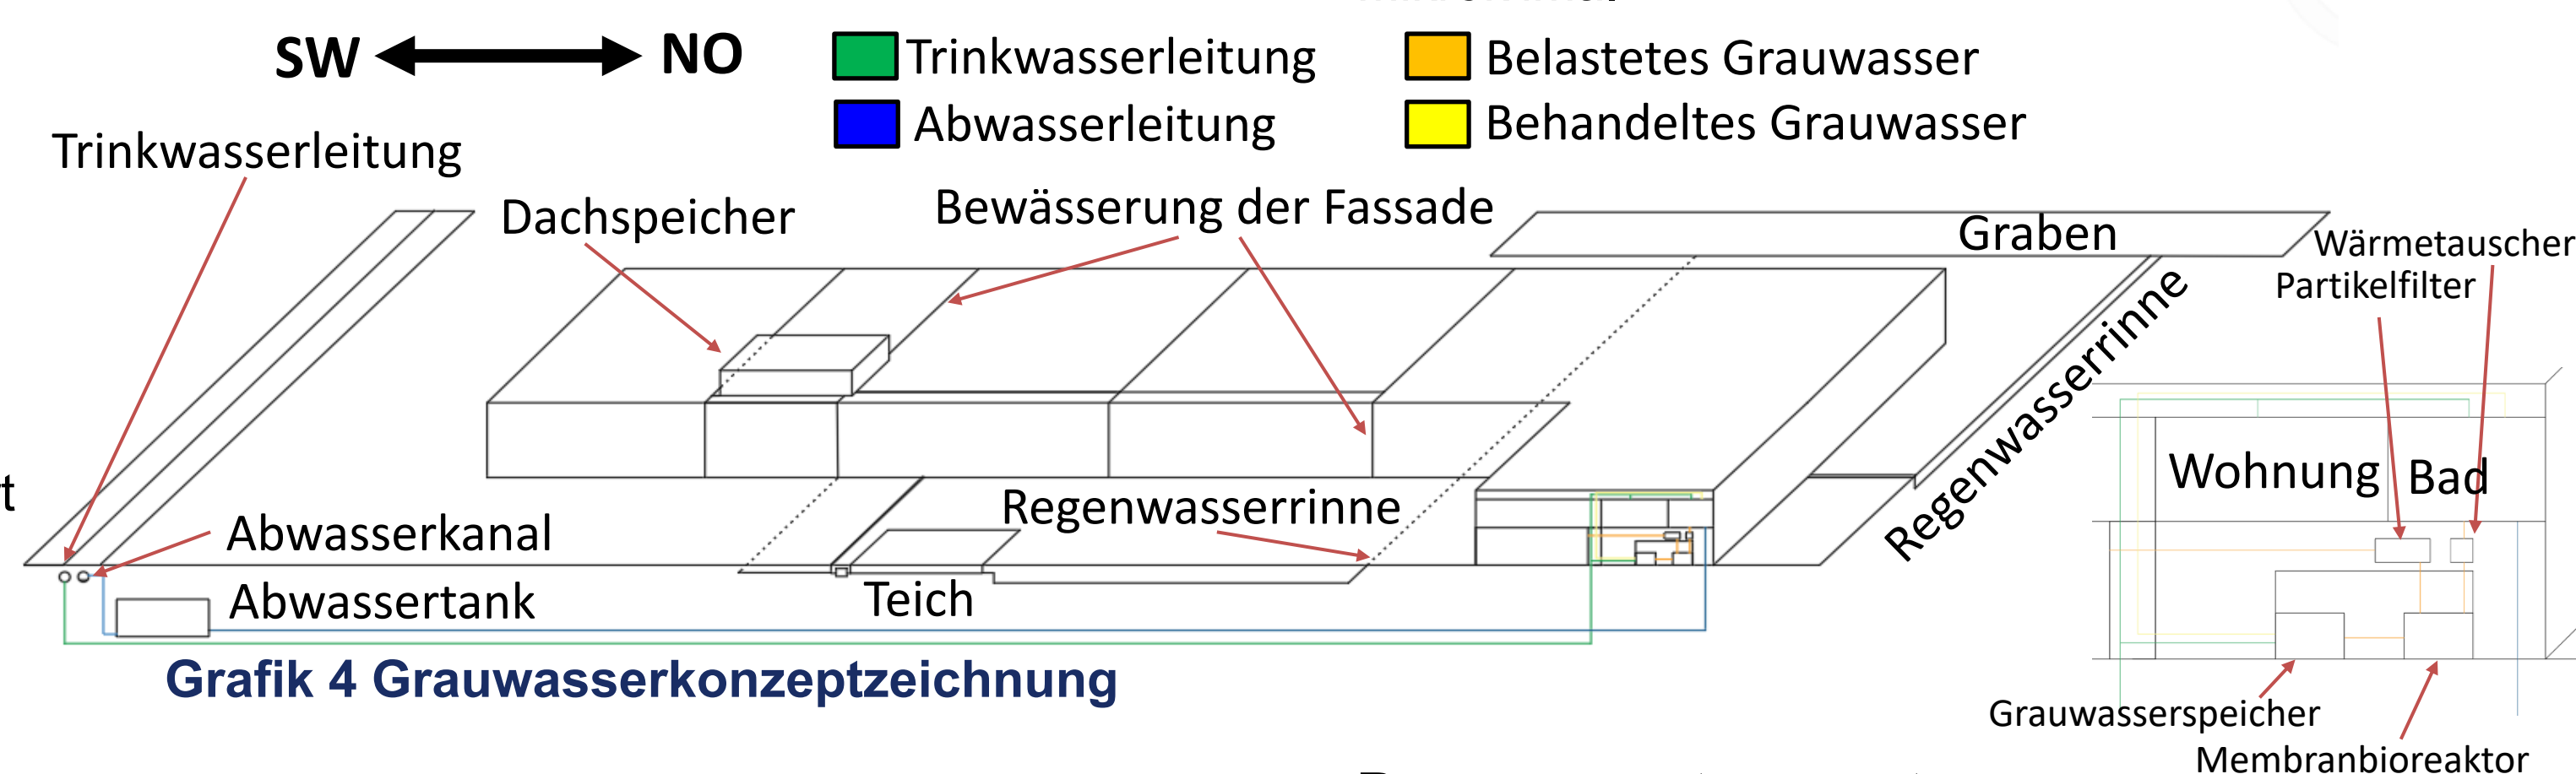 SW
NO
Trinkwasserleitung
Belastetes Grauwasser
Abwasserleitung
Behandeltes Grauwasser
Trinkwasserleitung
Dachspeicher
Bewässerung der Fassade
Graben
Wärmetauscher
Partikelfilter
Regenwasserrinne
Wohnung
Bad
Regenwasserrinne
Abwasserkanal
Abwassertank
Teich
Grafik 4 Grauwasserkonzeptzeichnung
Grauwasserspeicher
Membranbioreaktor